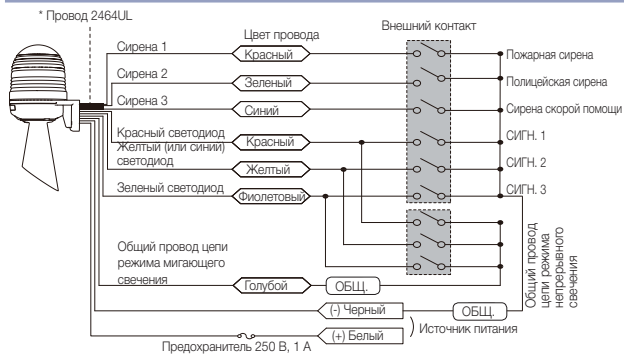 * Провод 2464UL
Цвет провода
Внешний контакт
Сирена 1
Красный
Пожарная сирена
Сирена 2
Зеленый
Полицейская сирена
Сирена 3
Синий
Сирена скорой помощи
Красный светодиод
Красный
СИГН. 1
Желтый (или синий)
светодиод
Желтый
СИГН. 2
Зеленый светодиод
Фиолетовый
СИГН. 3
Общий провод цепи
режима мигающего
свечения
Голубой
ОБЩ.
Общий провод
цепи режима
непрерывного
свечения
(-) Черный
ОБЩ.
(+) Белый
Источник питания
Предохранитель 250 В, 1 А